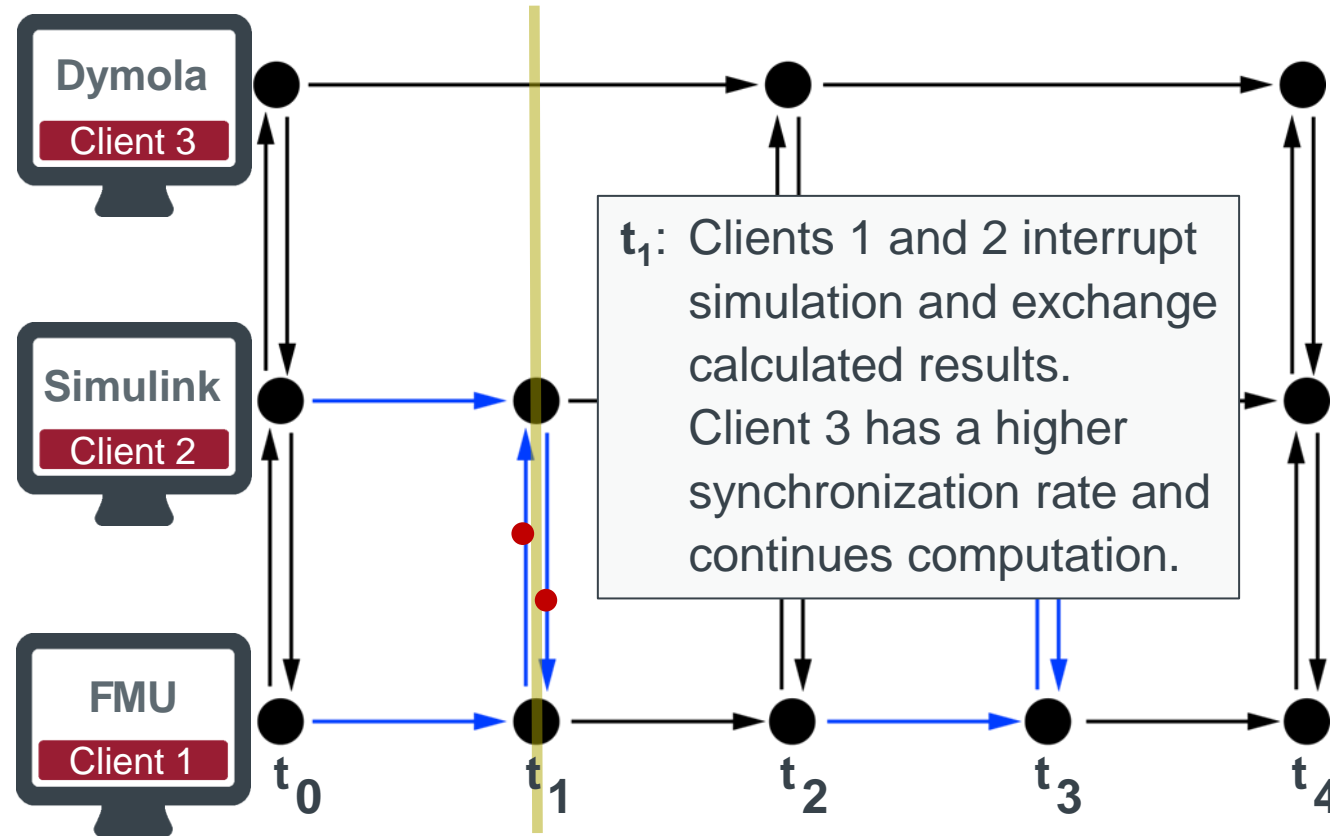 Dymola
Client 3
t₁: Clients 1 and 2 interrupt
simulation and exchange
calculated results.
Client 3 has a higher
synchronization rate and
continues computation.
Simulink
Client 2
FMU
Client 1
t₀ t₁ t₂ t₃ t₄